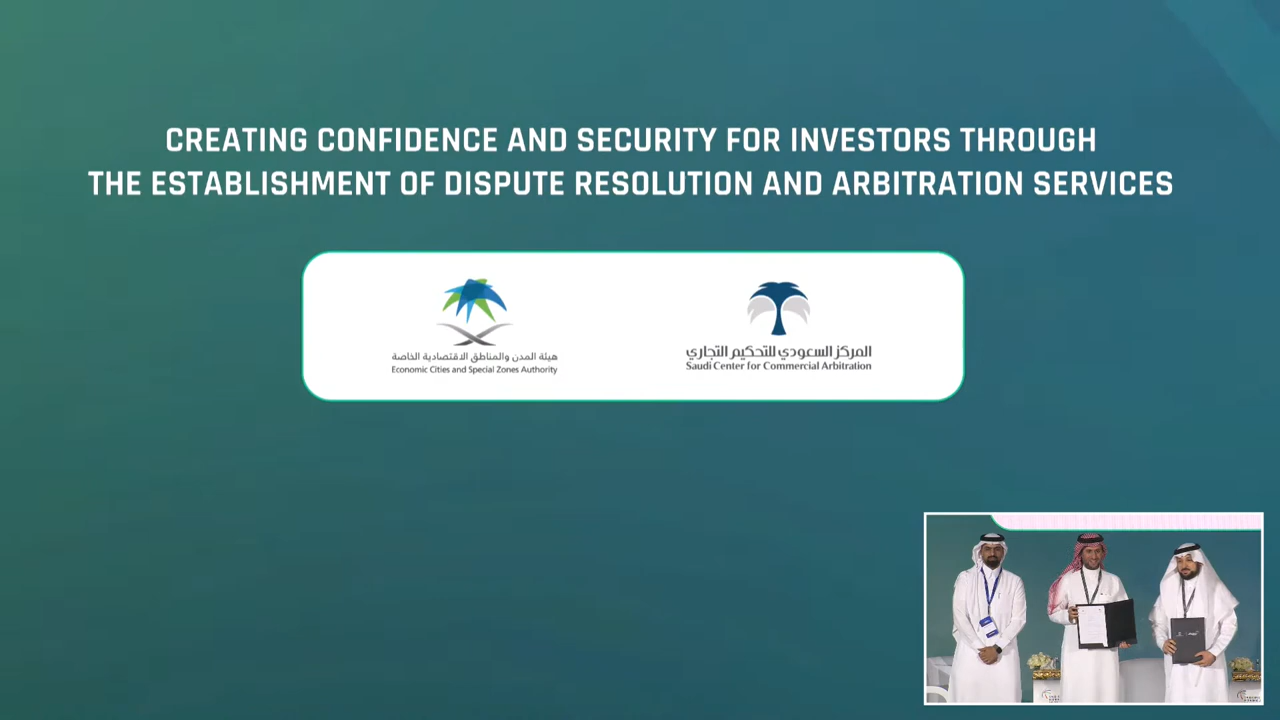 CREATING CONFIDENCE AND SECURITY FOR INVESTORS THROUGH
THE ESTABLISHMENT OF DISPUTE RESOLUTION AND ARBITRATION SERVICES
هيئة المدن والمناطق الاقتصادية الخاصة
Economic Cities and Special Zones Authority
المركز السعودي للتحكيم التجاري
Saudi Center for Commercial Arbitration